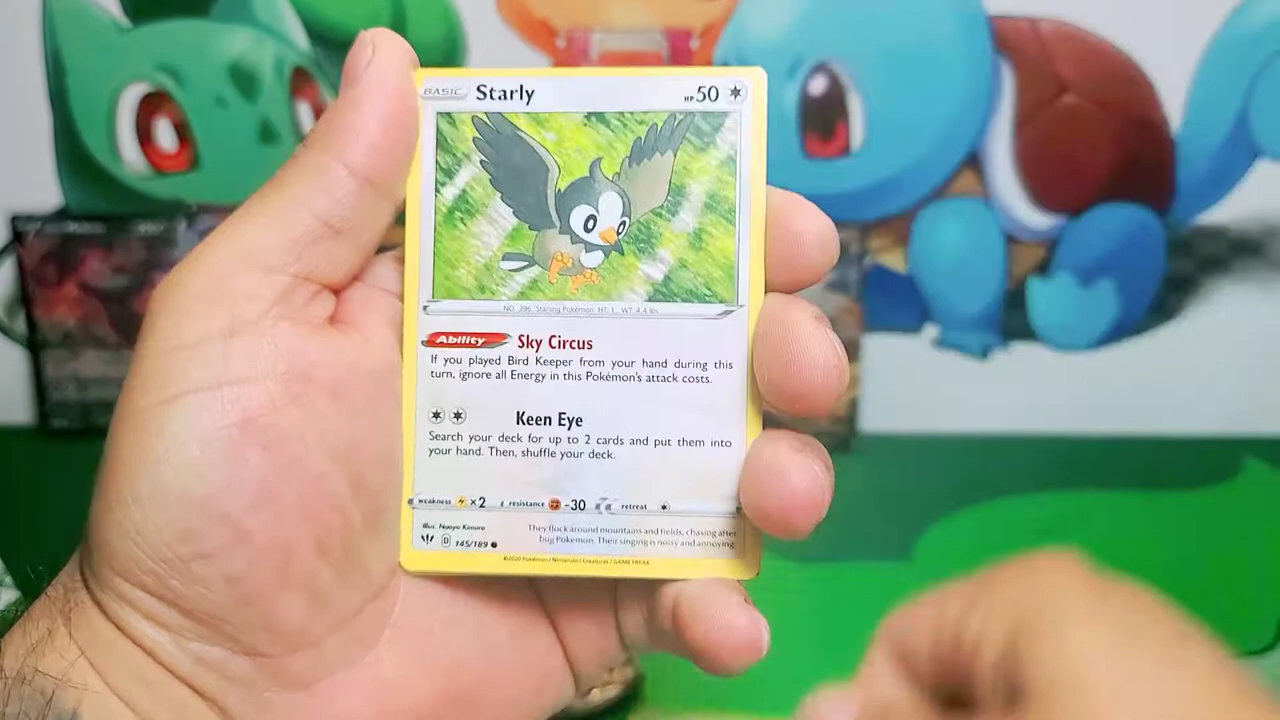 BASIC Starly HP 50
NO. 396 Starling Pokémon HT: 1' WT: 4.4 lbs.
Ability Sky Circus
If you played Bird Keeper from your hand during this
turn, ignore all Energy in this Pokémon's attack costs.
Keen Eye
Search your deck for up to 2 cards and put them into
your hand. Then, shuffle your deck.
weakness ×2 resistance -30 retreat
Illus. Naoyo Kimura
D 145/189
They flock around mountains and fields, chasing after
bug Pokémon. Their singing is noisy and annoying.
©2020 Pokémon / Nintendo / Creatures / GAME FREAK